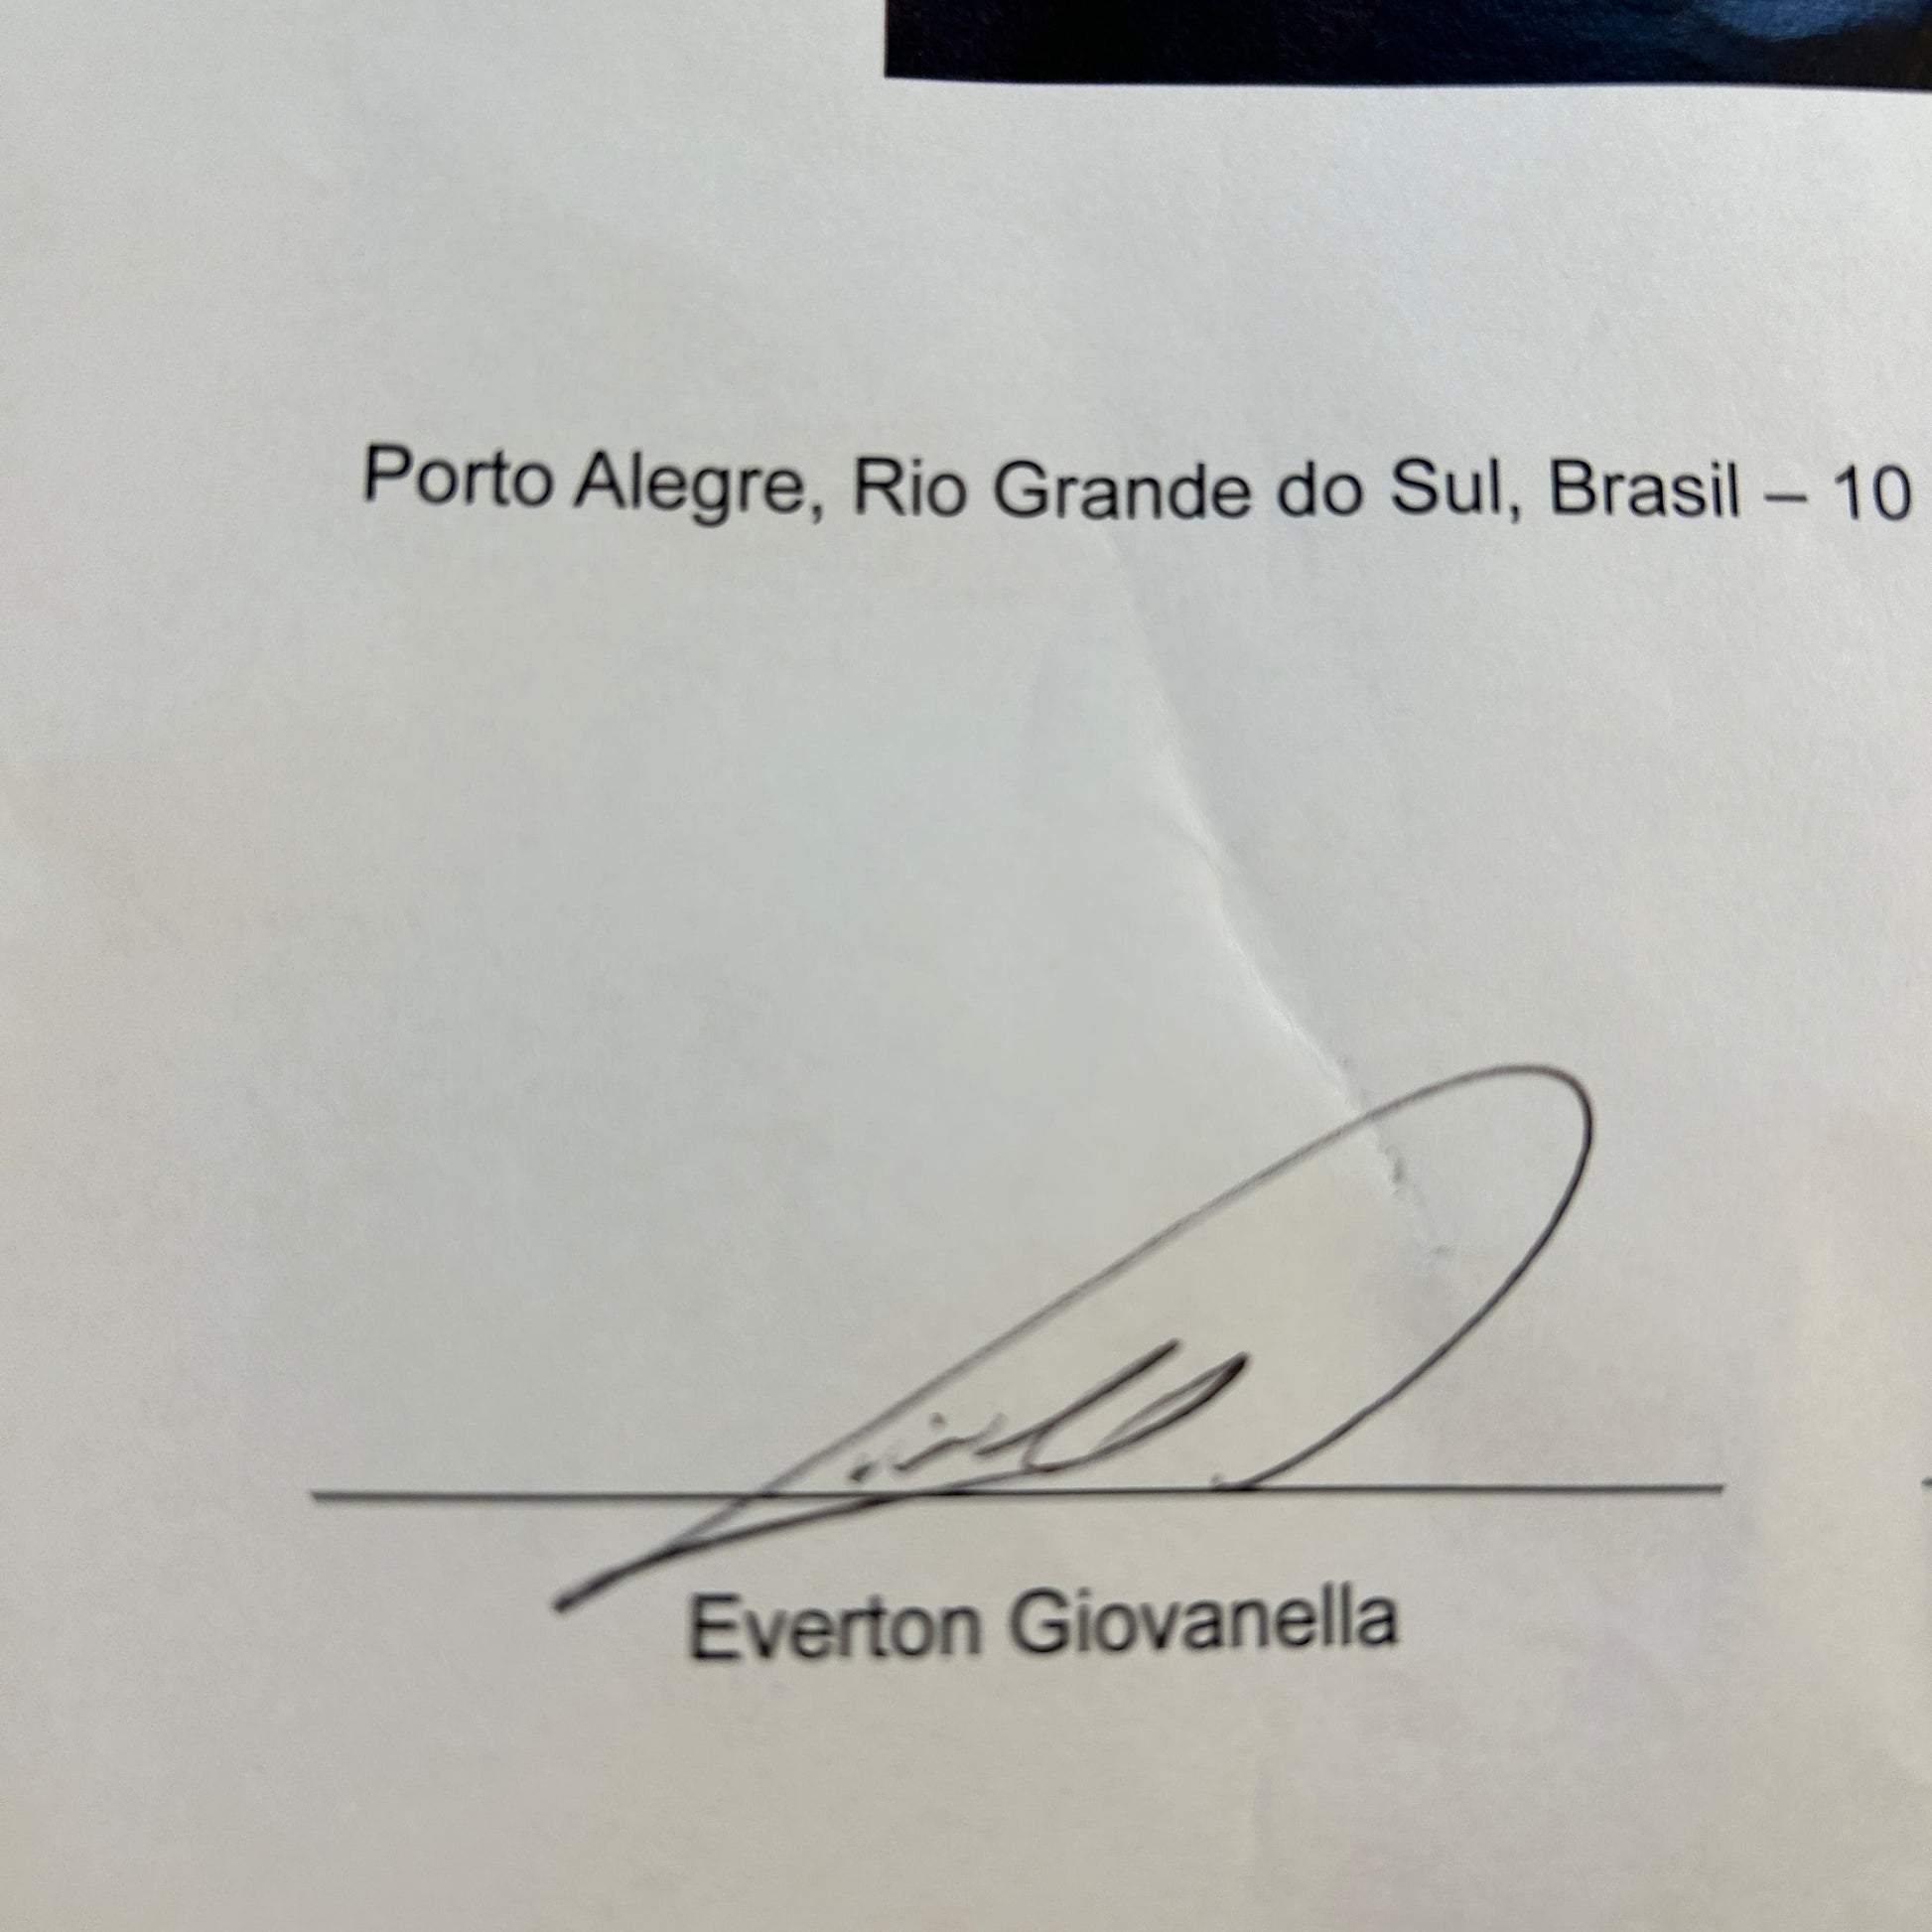 Porto Alegre, Rio Grande do Sul, Brasil – 10
Everton Giovanella